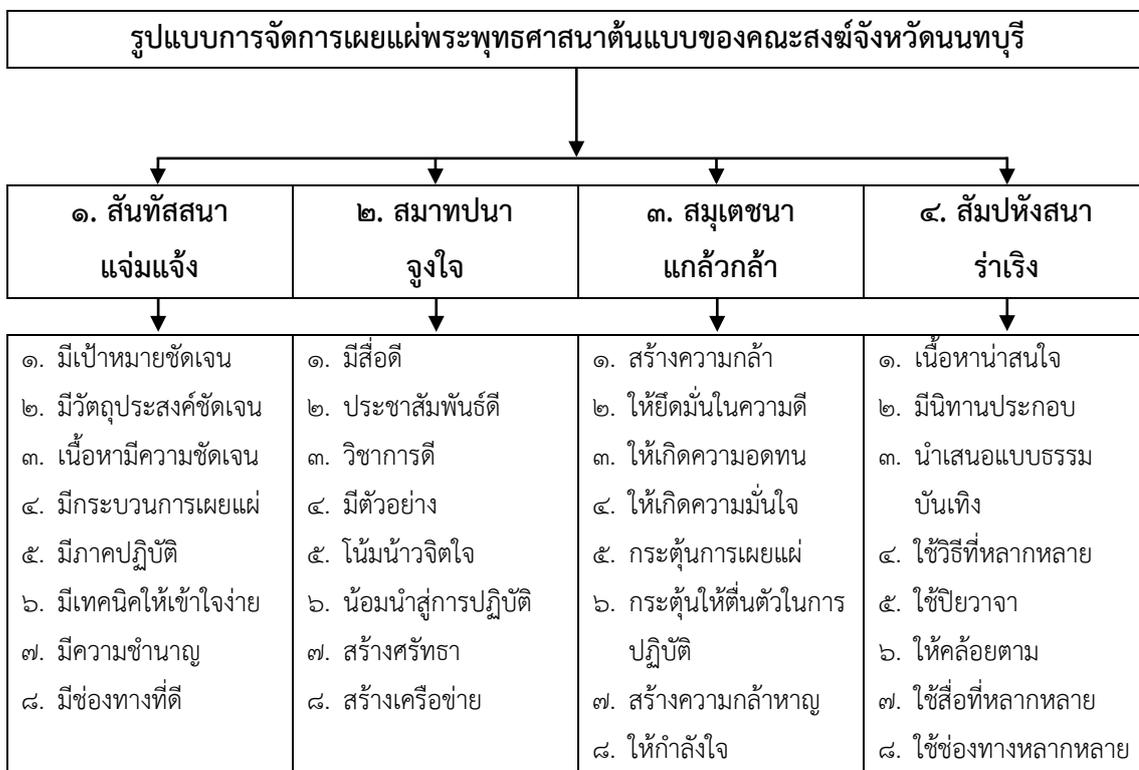 รูปแบบการจัดการเผยแผ่พระพุทธศาสนาต้นแบบของคณะสงฆ์จังหวัดนนทบุรี
๑. สันทัสสนา
แจ่มแจ้ง
๒. สมาทปนา
จูงใจ
๓. สมุเตชนา
แกล้วกล้า
๔. สัมปหังสนา
ร่าเริง
๑. มีเป้าหมายชัดเจน
๒. มีวัตถุประสงค์ชัดเจน
๓. เนื้อหามีความชัดเจน
๔. มีกระบวนการเผยแผ่
๕. มีภาคปฏิบัติ
๖. มีเทคนิคให้เข้าใจง่าย
๗. มีความชำนาญ
๘. มีช่องทางที่ดี
๑. มีสื่อดี
๒. ประชาสัมพันธ์ดี
๓. วิชาการดี
๔. มีตัวอย่าง
๕. โน้มน้าวจิตใจ
๖. น้อมนำสู่การปฏิบัติ
๗. สร้างศรัทธา
๘. สร้างเครือข่าย
๑. สร้างความกล้า
๒. ให้ยึดมั่นในความดี
๓. ให้เกิดความอดทน
๔. ให้เกิดความมั่นใจ
๕. กระตุ้นการเผยแผ่
๖. กระตุ้นให้ตื่นตัวในการ
ปฏิบัติ
๗. สร้างความกล้าหาญ
๘. ให้กำลังใจ
๑. เนื้อหาน่าสนใจ
๒. มีนิทานประกอบ
๓. นำเสนอแบบธรรม
บันเทิง
๔. ใช้วิธีที่หลากหลาย
๕. ใช้ปิยวาจา
๖. ให้คล้อยตาม
๗. ใช้สื่อที่หลากหลาย
๘. ใช้ช่องทางหลากหลาย